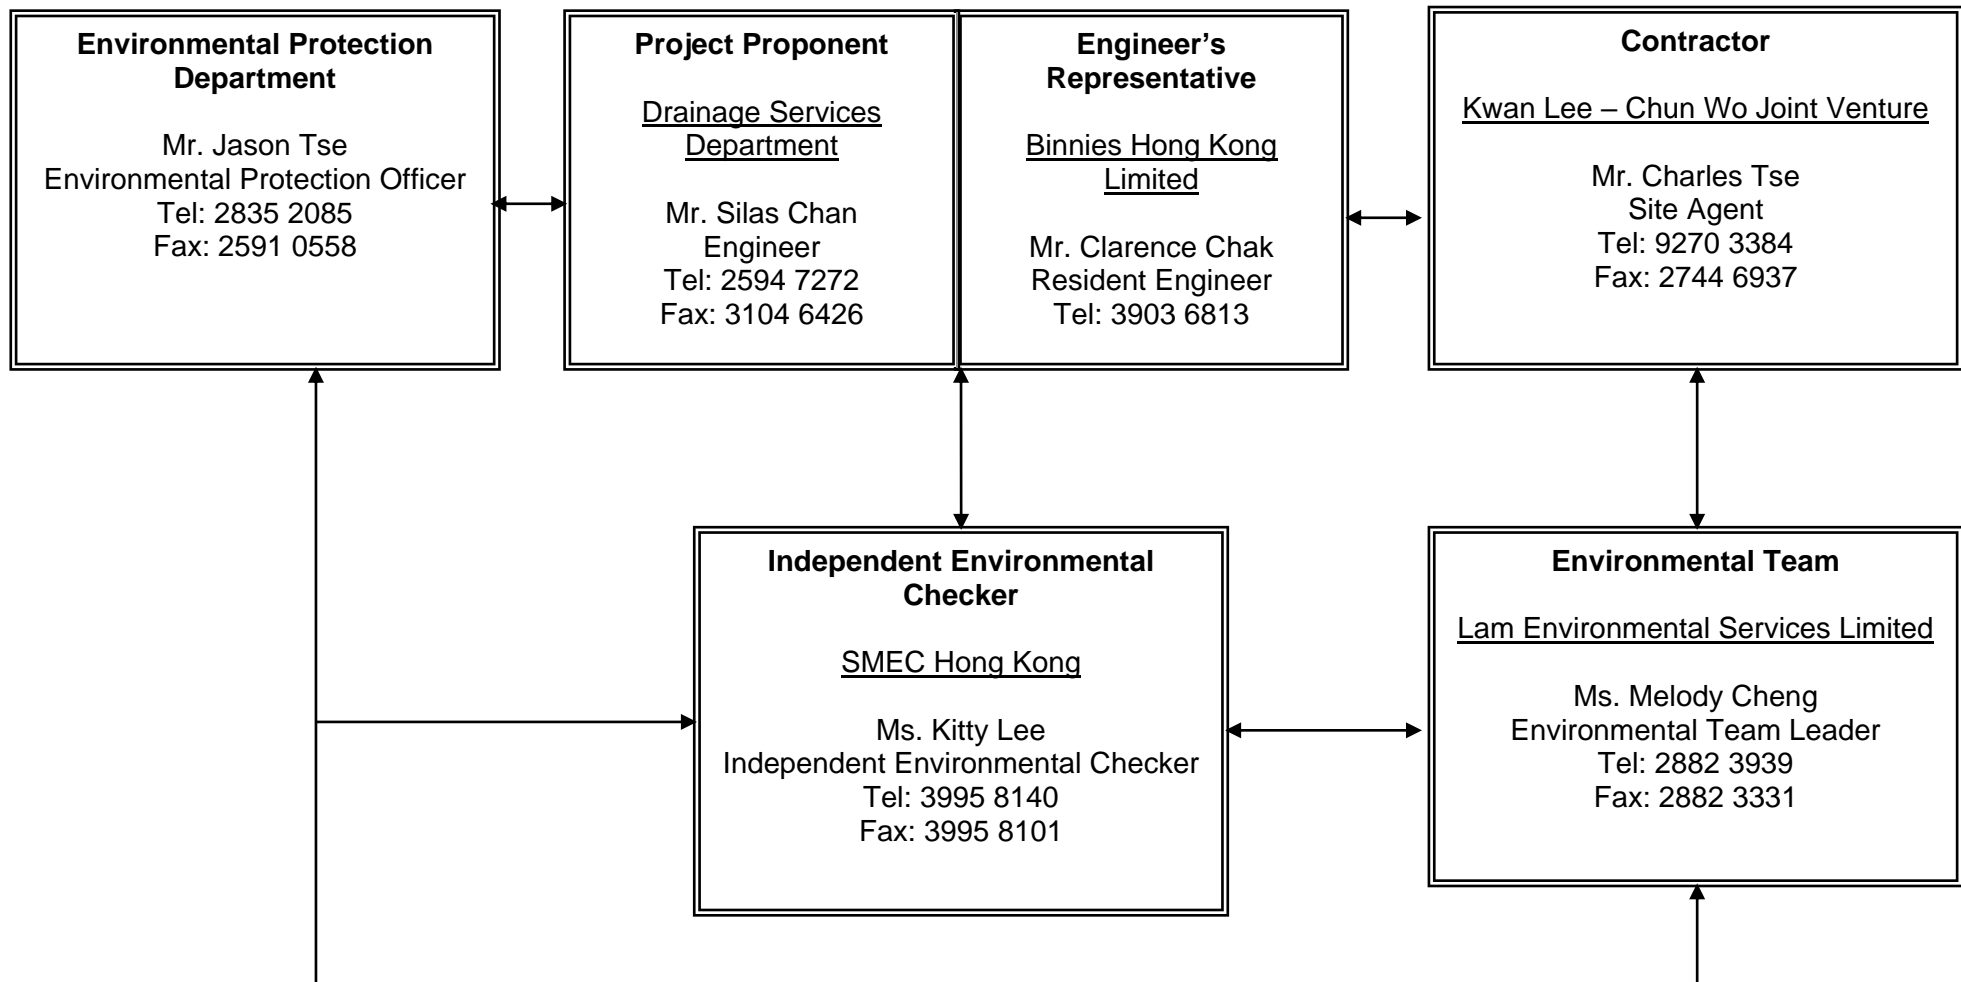 Environmental Protection
Department
Mr. Jason Tse
Environmental Protection Officer
Tel: 2835 2085
Fax: 2591 0558
Project Proponent
Drainage Services
Department
Mr. Silas Chan
Engineer
Tel: 2594 7272
Fax: 3104 6426
Engineer’s
Representative
Binnies Hong Kong
Limited
Mr. Clarence Chak
Resident Engineer
Tel: 3903 6813
Contractor
Kwan Lee – Chun Wo Joint Venture
Mr. Charles Tse
Site Agent
Tel: 9270 3384
Fax: 2744 6937
Independent Environmental
Checker
SMEC Hong Kong
Ms. Kitty Lee
Independent Environmental Checker
Tel: 3995 8140
Fax: 3995 8101
Environmental Team
Lam Environmental Services Limited
Ms. Melody Cheng
Environmental Team Leader
Tel: 2882 3939
Fax: 2882 3331